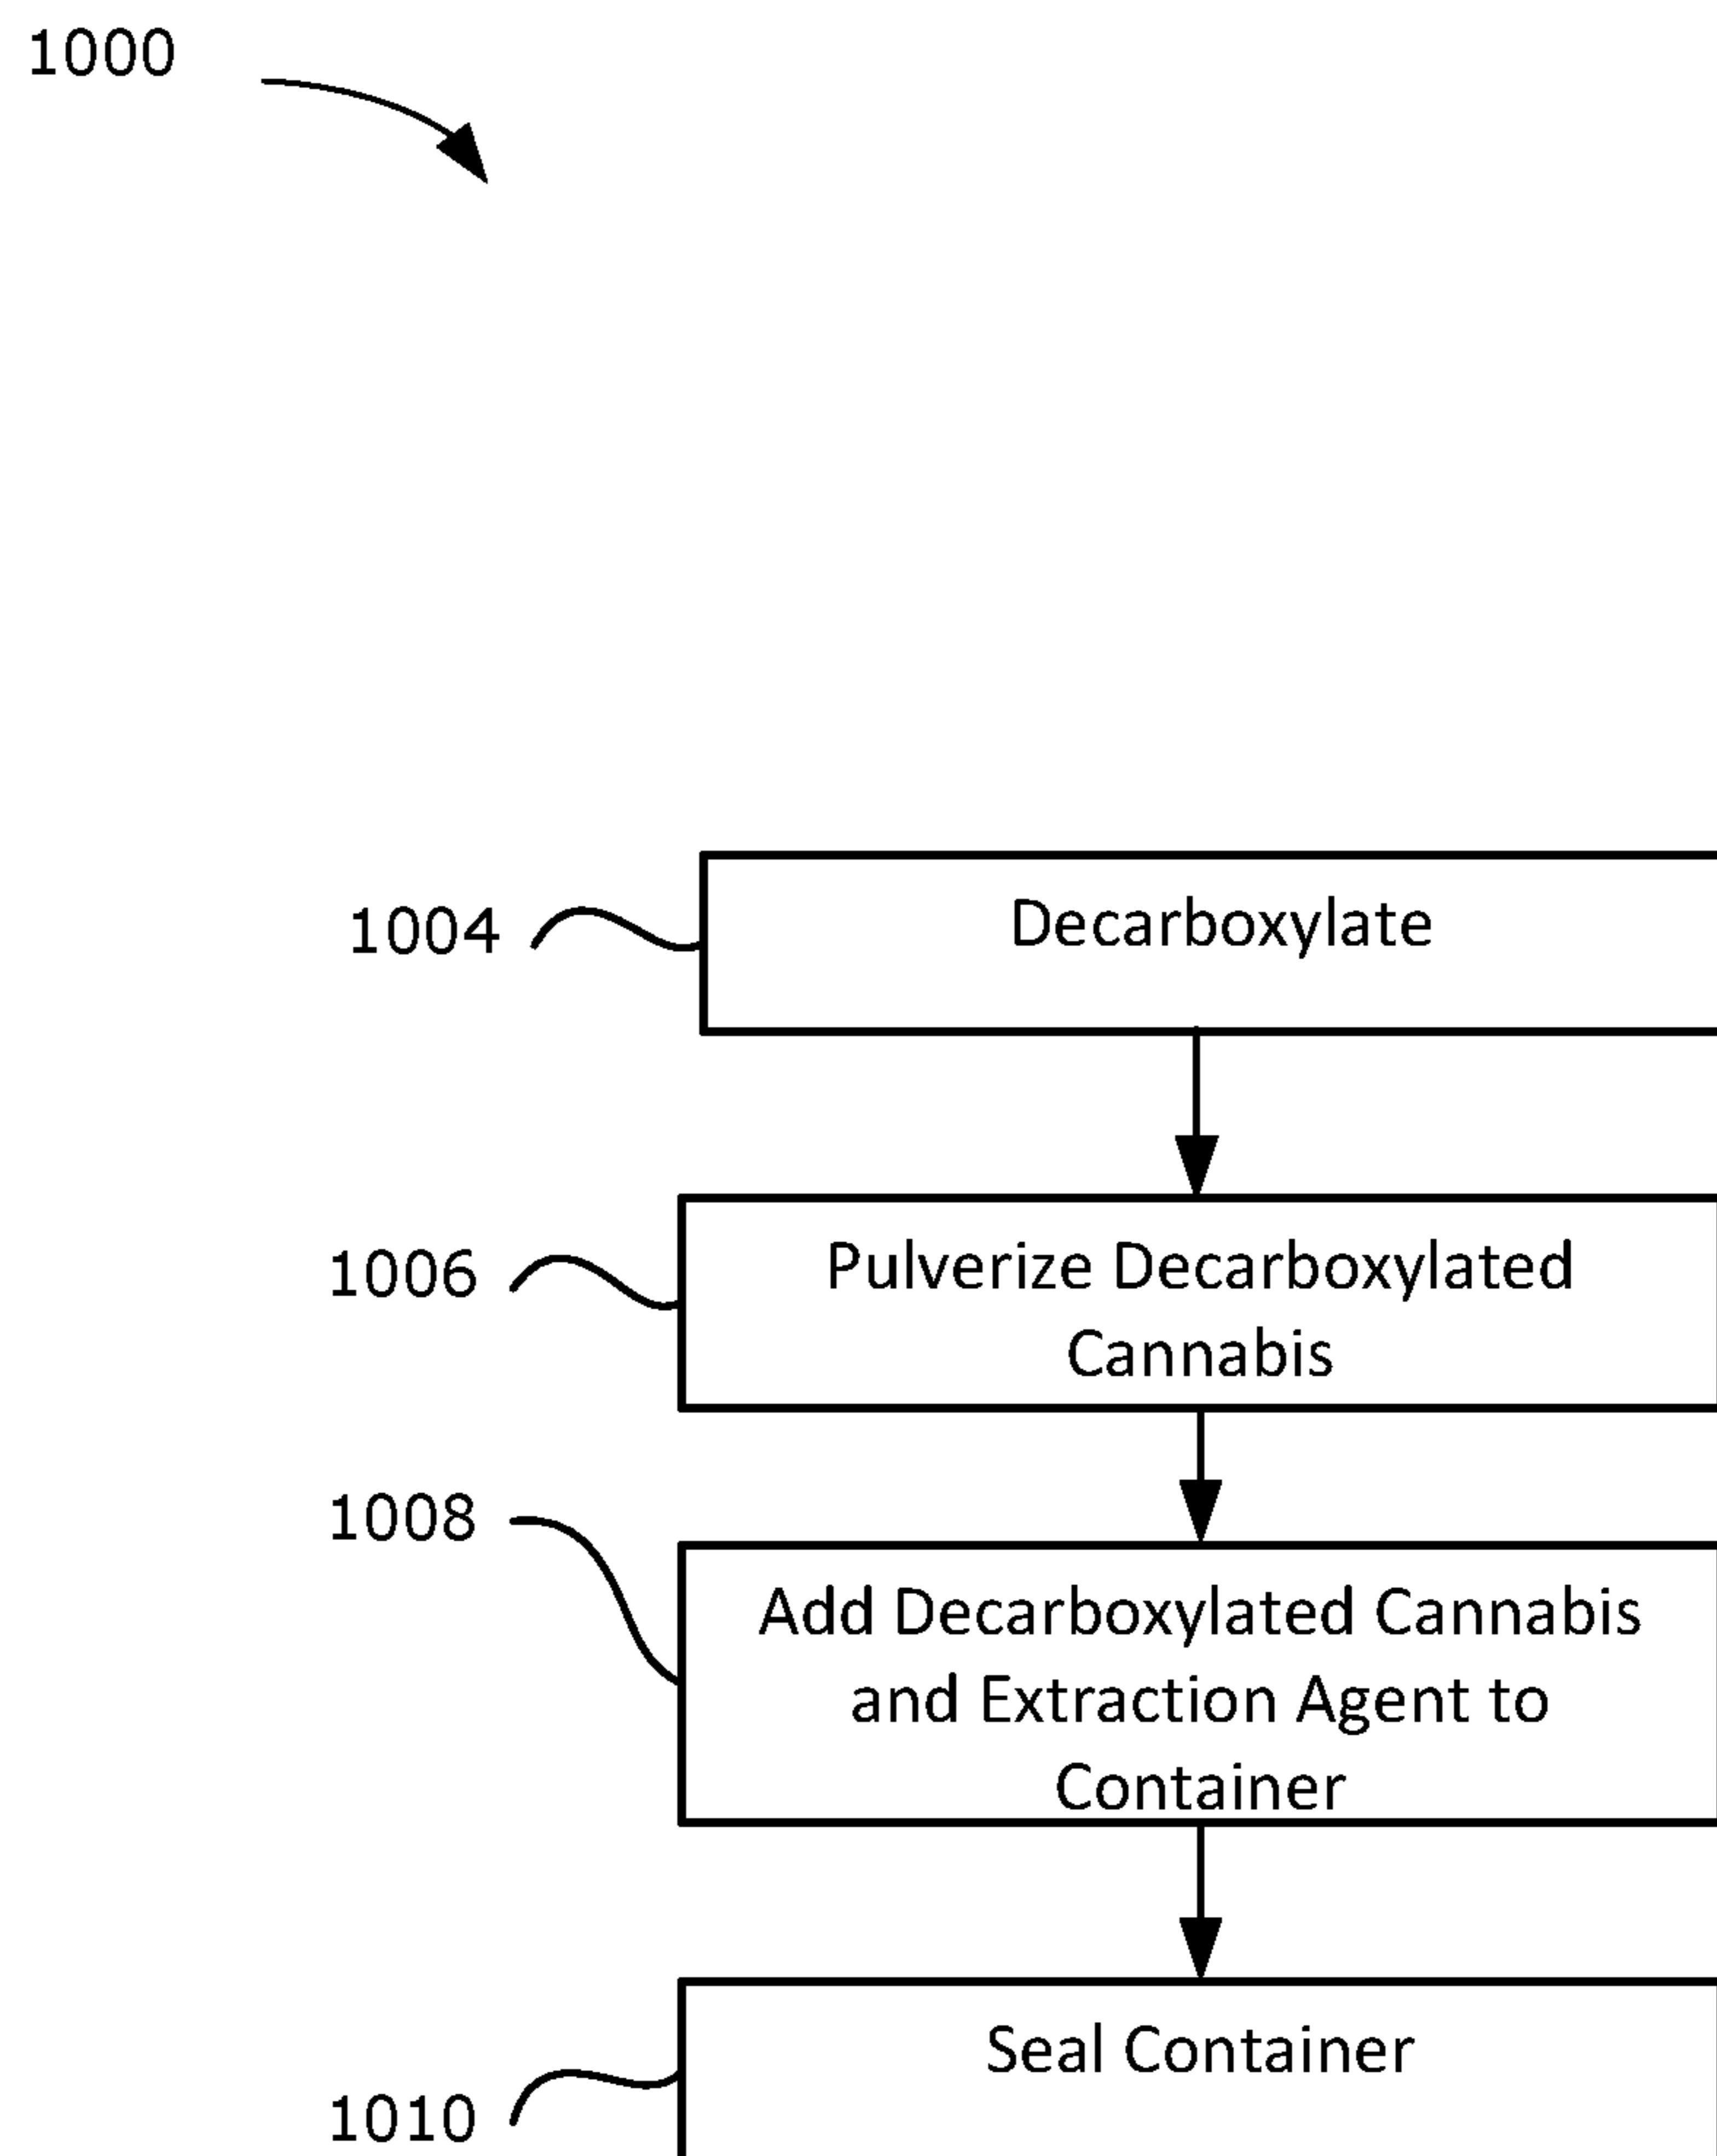 1000
1004
Decarboxylate
1006
Pulverize Decarboxylated
Cannabis
1008
Add Decarboxylated Cannabis
and Extraction Agent to
Container
Seal Container
1010